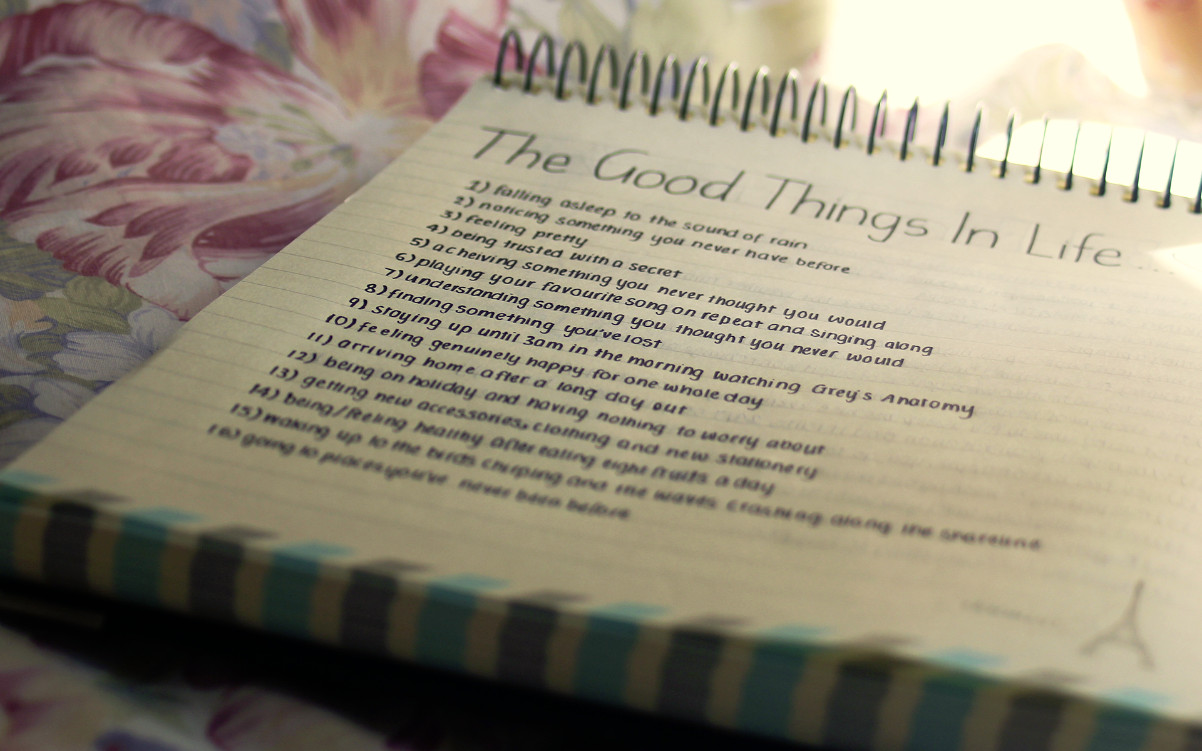 The Good Things In Life....
1) falling asleep to the sound of rain
2) noticing something you never have before
3) feeling pretty
4) being trusted with a secret
5) acheiving something you never thought you would
6) playing your favourite song on repeat and singing along
7) understanding something you thought you never would
8) finding something you've lost
9) staying up until 3am in the morning watching Grey's Anatomy
10) feeling genuinely happy for one whole day
11) arriving home after a long day out
12) being on holiday and having nothing to worry about
13) getting new accessories, clothing and new stationery
14) being/feeling healthy after eating eight fruits a day
15) waking up to the birds chirping and the waves crashing along the shoreline
16) going to places you've never been before